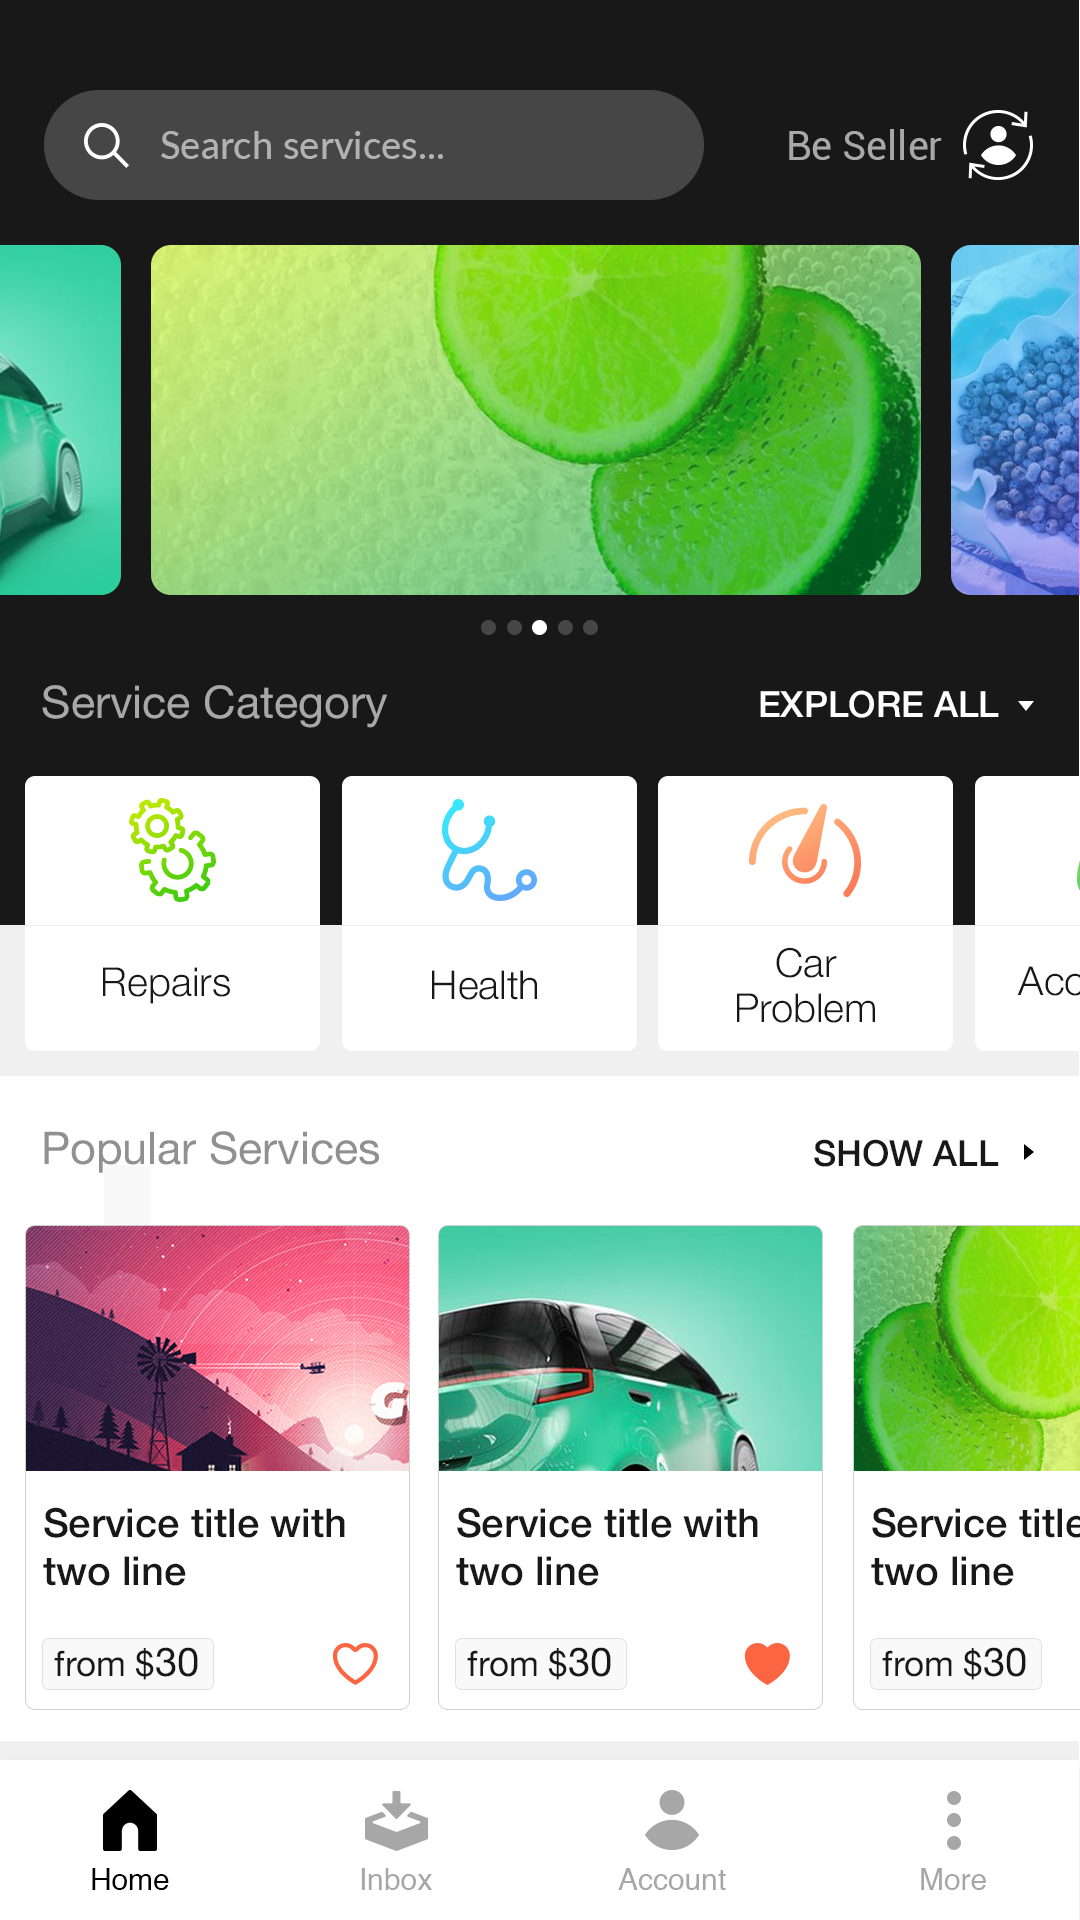 Search services...
Be Seller
Service Category
EXPLORE ALL
Repairs
Health
Car
Problem
Popular Services
SHOW ALL
Service title with
two line
from $30
Service title with
two line
from $30
Service title
two line
from $30
Home
Inbox
Account
More